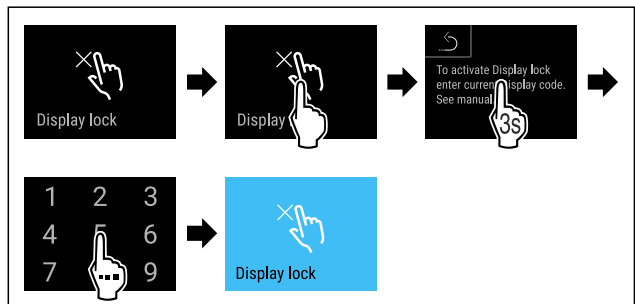 Display lock
Display
To activate Display lock
enter current display code.
See manual
3s
1 2 3
4 5 6
7 9
...
Display lock